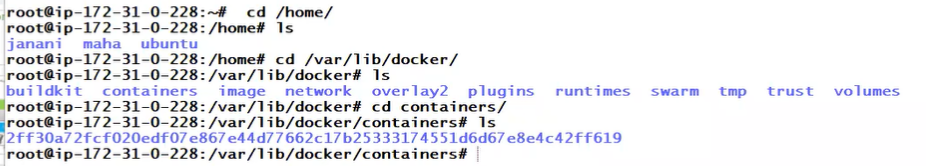 root@ip-172-31-0-228:~#  cd /home/
root@ip-172-31-0-228:/home# ls
janani  maha  ubuntu
root@ip-172-31-0-228:/home# cd /var/lib/docker/
root@ip-172-31-0-228:/var/lib/docker# ls
buildkit  containers  image  network  overlay2  plugins  runtimes  swarm  tmp  trust  volumes
root@ip-172-31-0-228:/var/lib/docker# cd containers/
root@ip-172-31-0-228:/var/lib/docker/containers# ls
2ff30a72fcf020edf07e867e44d77662c17b25333174551d6d67e8e4c42ff619
root@ip-172-31-0-228:/var/lib/docker/containers#